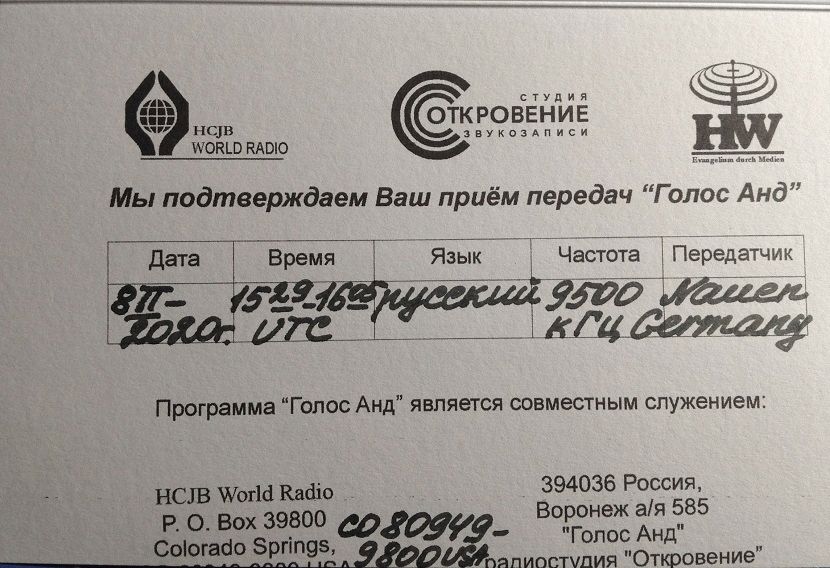 HCJB
WORLD RADIO
СТУДИЯ
ОТКРОВЕНИЕ
ЗВУКОЗАПИСИ
HW
Evangelium durch Medien
Мы подтверждаем Ваш приём передач “Голос Анд”
Дата Время Язык Частота Передатчик
8 II- 15 29-16 05 русский 9500 Nauen
2020г. UTC кГц Germany
Программа “Голос Анд” является совместным служением:
HCJB World Radio
P. O. Box 39800 CO 80949-
Colorado Springs, 9800 USA
394036 Россия,
Воронеж а/я 585
"Голос Анд"
радиостудия "Откровение"